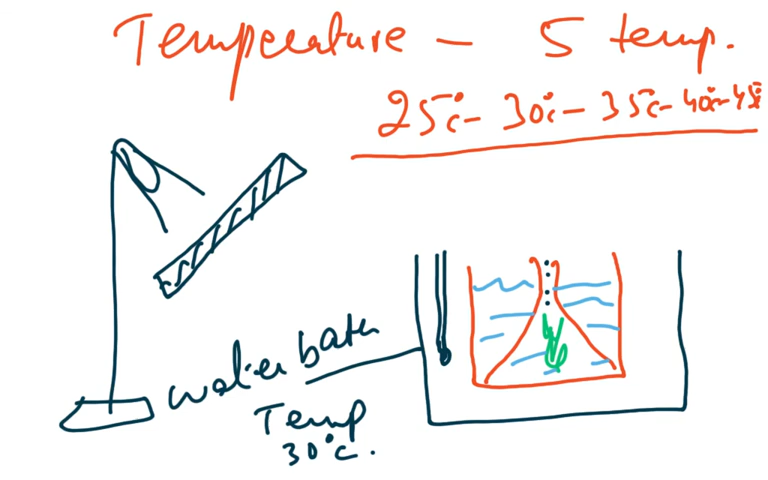 Temperature - 5 temp.
25°c - 30°c - 35°c - 40°c - 45°c
water bath
Temp
30°c.